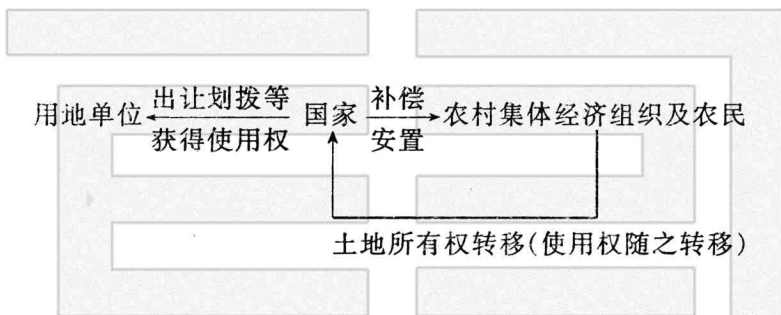 出让划拨等 补偿
用地单位 国家 农村集体经济组织及农民
获得使用权 安置
土地所有权转移(使用权随之转移)